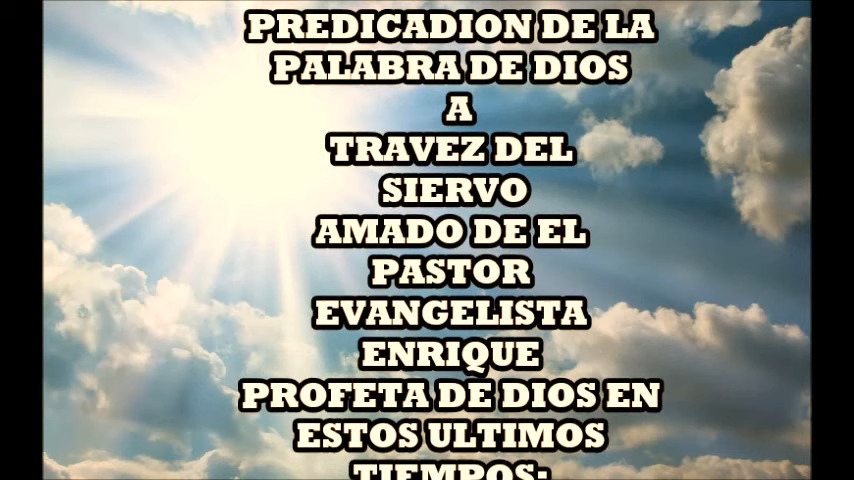 PREDICADION DE LA
PALABRA DE DIOS
A
TRAVEZ DEL
SIERVO
AMADO DE EL
PASTOR
EVANGELISTA
ENRIQUE
PROFETA DE DIOS EN
ESTOS ULTIMOS
TIEMPOS: